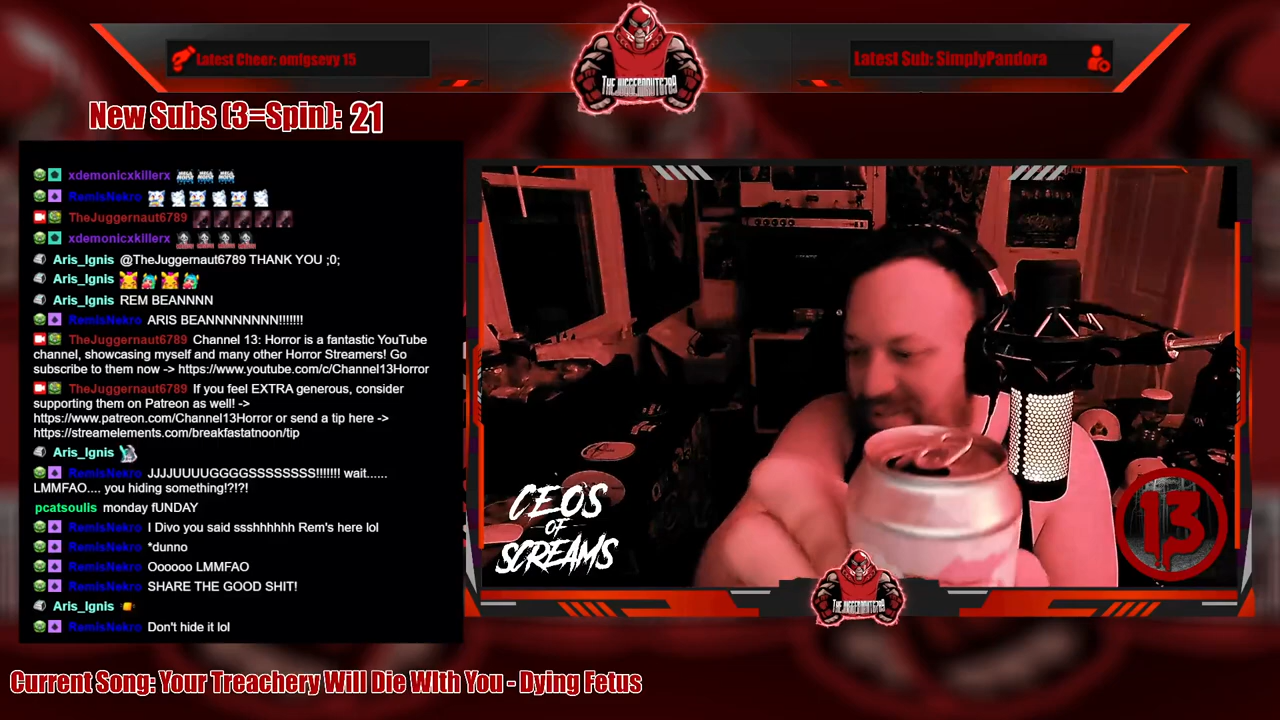 Latest Cheer: omfgsevy 15
THEJUGGERNAUT6789
Latest Sub: SimplyPandora
New Subs (3=Spin): 21
xdemonicxkillerx
RemisNekro
TheJuggernaut6789
xdemonicxkillerx
Aris_Ignis @TheJuggernaut6789 THANK YOU ;0;
Aris_Ignis
Aris_Ignis REM BEANNNN
RemisNekro ARIS BEANNNNNNNN!!!!!!!
TheJuggernaut6789 Channel 13: Horror is a fantastic YouTube
channel, showcasing myself and many other Horror Streamers! Go
subscribe to them now -> https://www.youtube.com/c/Channel13Horror
TheJuggernaut6789 If you feel EXTRA generous, consider
supporting them on Patreon as well! ->
https://www.patreon.com/Channel13Horror or send a tip here ->
https://streamelements.com/breakfastatnoon/tip
Aris_Ignis
RemisNekro JJJJUUUUGGGGSSSSSSSS!!!!!!! wait......
LMMFAO.... you hiding something!?!?!
pcatsoulis monday fUNDAY
RemisNekro I Divo you said ssshhhhhh Rem's here lol
RemisNekro *dunno
RemisNekro Oooooo LMMFAO
RemisNekro SHARE THE GOOD SHIT!
Aris_Ignis
RemisNekro Don't hide it lol
CEOS
OF
SCREAMS
13
THEJUGGERNAUT6789
Current Song: Your Treachery Will Die With You - Dying Fetus